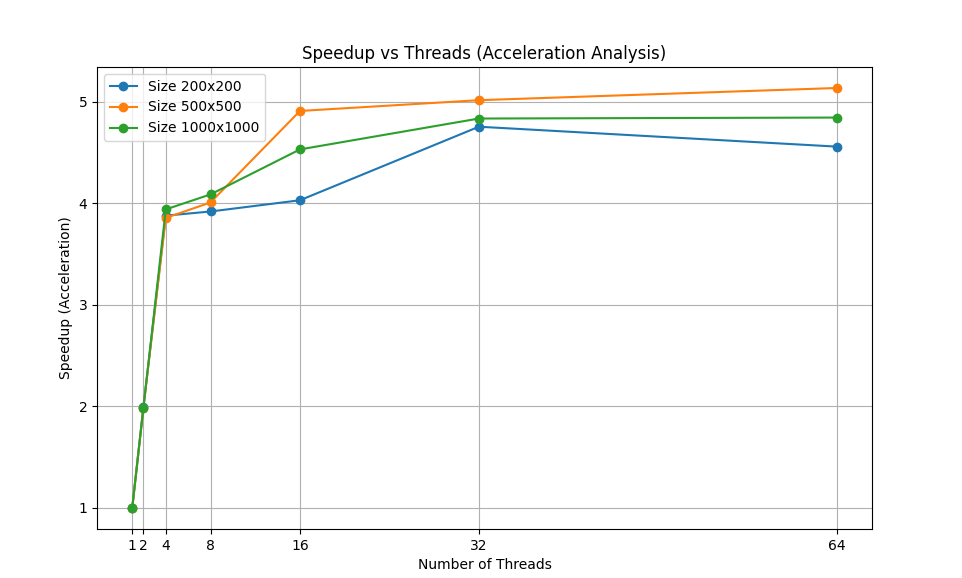 Speedup vs Threads (Acceleration Analysis)
Size 200x200
Size 500x500
Size 1000x1000
5
4
3
2
1
Speedup (Acceleration)
1 2 4 8 16 32 64
Number of Threads